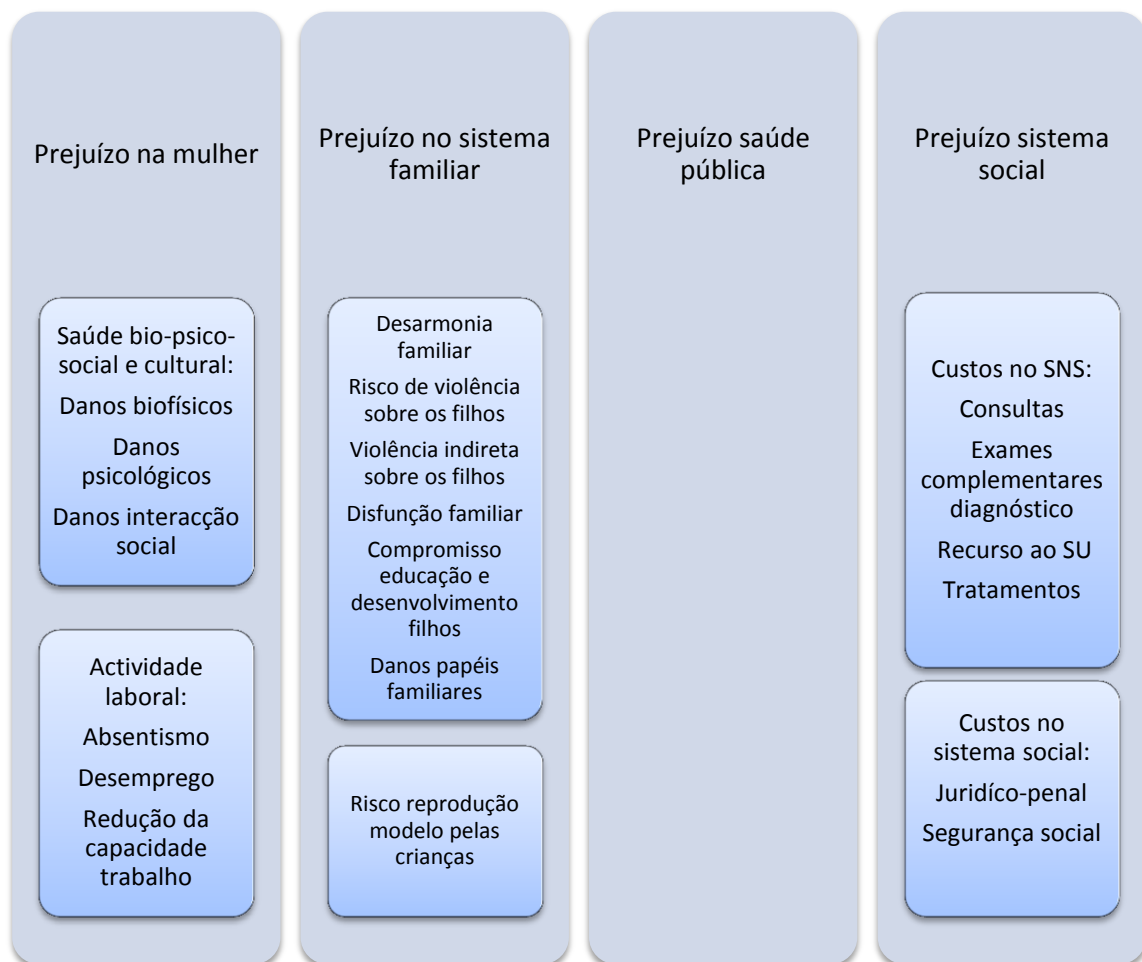 Prejuízo na mulher
Saúde bio-psico-
social e cultural:
Danos biofísicos
Danos
psicológicos
Danos interacção
social
Actividade
laboral:
Absentismo
Desemprego
Redução da
capacidade
trabalho
Prejuízo no sistema
familiar
Desarmonia
familiar
Risco de violência
sobre os filhos
Violência indireta
sobre os filhos
Disfunção familiar
Compromisso
educação e
desenvolvimento
filhos
Danos papéis
familiares
Risco reprodução
modelo pelas
crianças
Prejuízo saúde
pública
Prejuízo sistema
social
Custos no SNS:
Consultas
Exames
complementares
diagnóstico
Recurso ao SU
Tratamentos
Custos no
sistema social:
Juridíco-penal
Segurança social